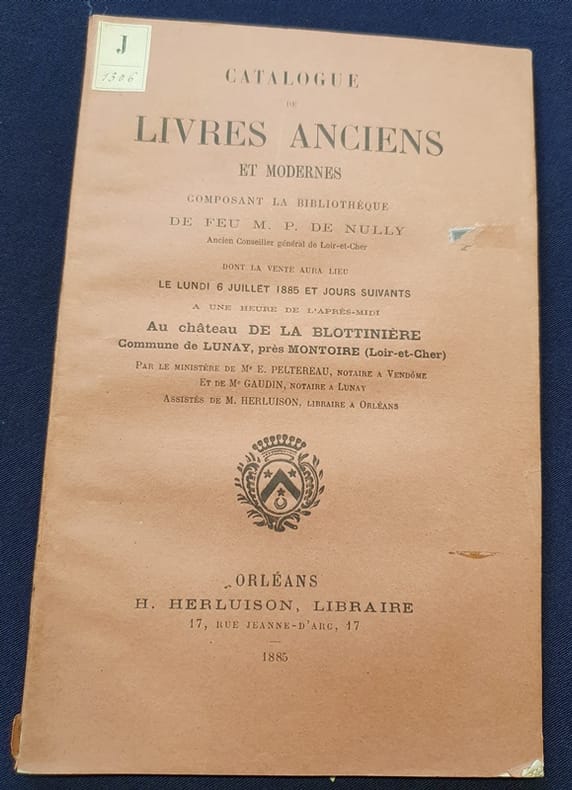 J
1306
CATALOGUE
DE
LIVRES ANCIENS
ET MODERNES
COMPOSANT LA BIBLIOTHÈQUE
DE FEU M. P. DE NULLY
Ancien Conseiller général de Loir-et-Cher
DONT LA VENTE AURA LIEU
LE LUNDI 6 JUILLET 1885 ET JOURS SUIVANTS
A UNE HEURE DE L'APRÈS-MIDI
Au château DE LA BLOTTINIÈRE
Commune de LUNAY, près MONTOIRE (Loir-et-Cher)
PAR LE MINISTÈRE DE Me E. PELTEREAU, NOTAIRE A VENDÔME
ET DE Me GAUDIN, NOTAIRE A LUNAY
ASSISTÉS DE M. HERLUISON, LIBRAIRE A ORLÉANS
ORLÉANS
H. HERLUISON, LIBRAIRE
17, RUE JEANNE-D'ARC, 17
1885